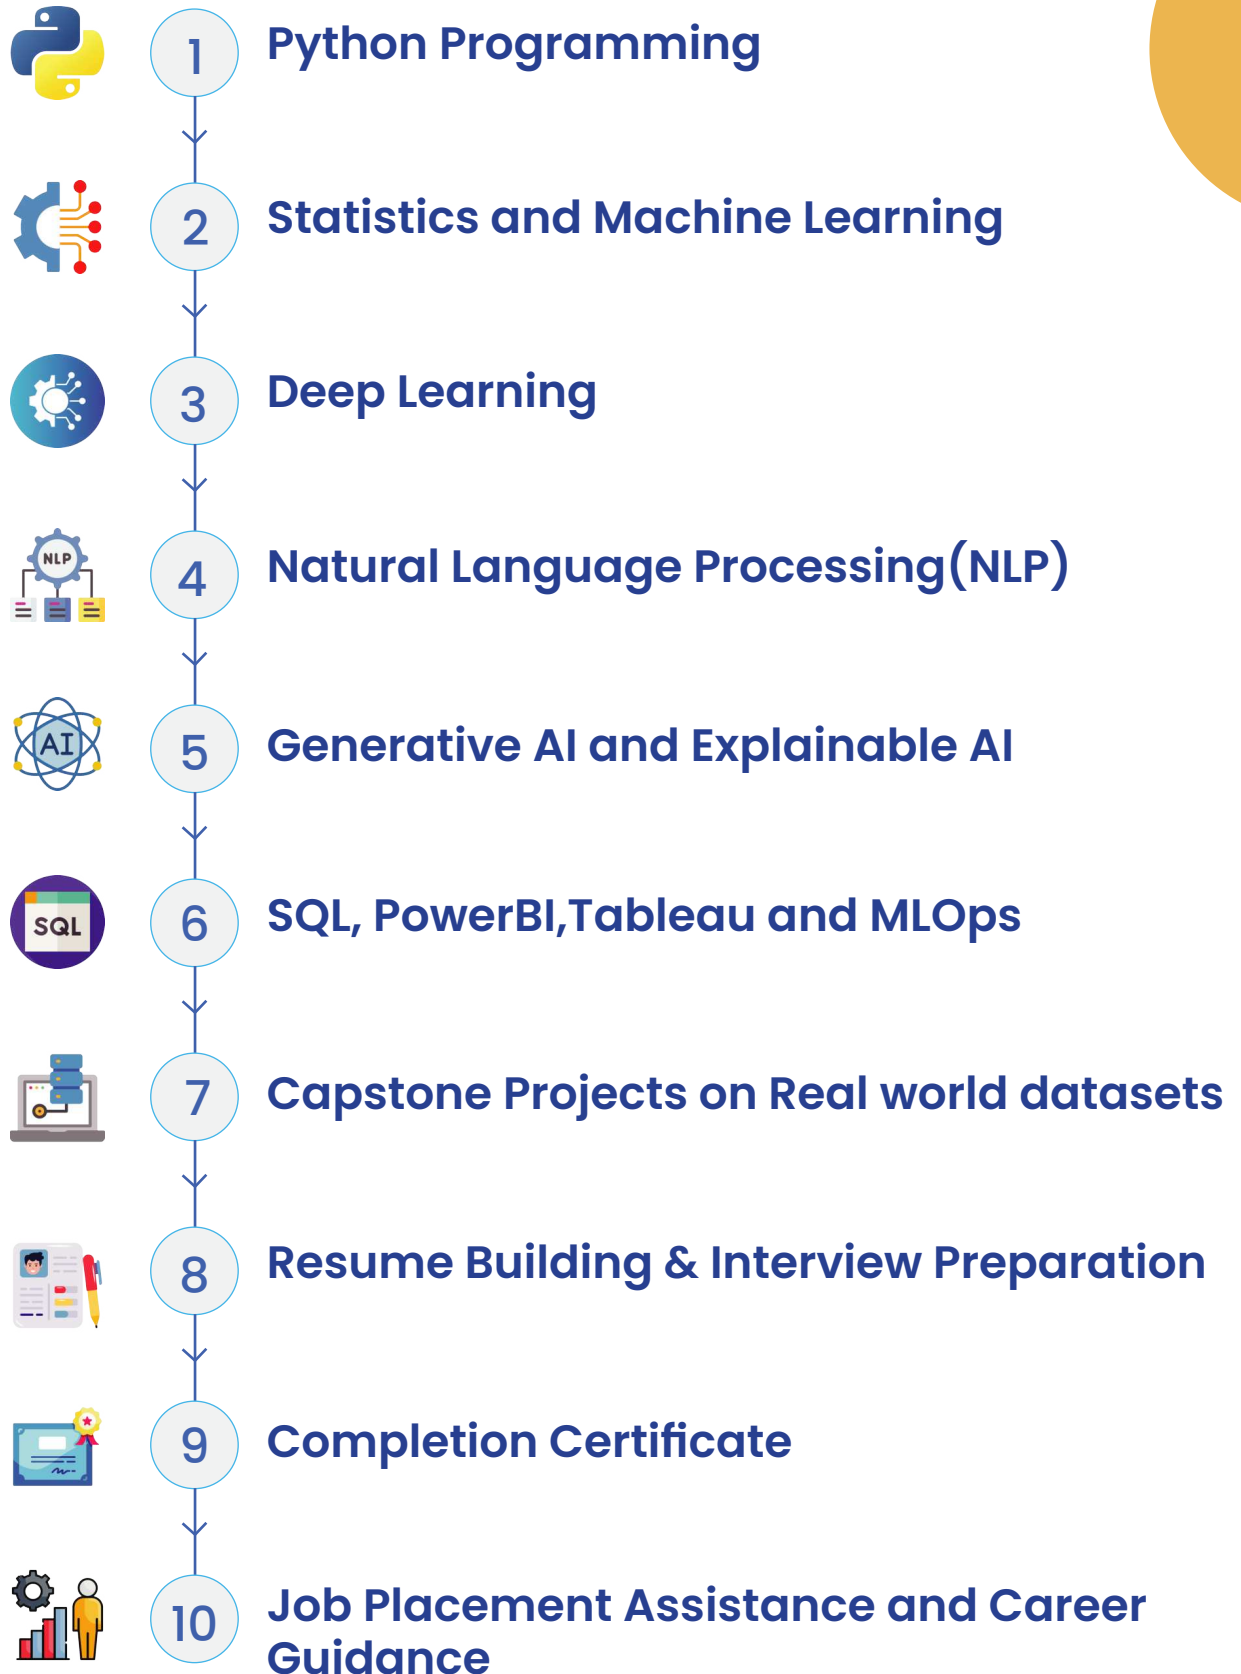 1
Python Programming
2
Statistics and Machine Learning
3
Deep Learning
NLP
4
Natural Language Processing(NLP)
AI
5
Generative AI and Explainable AI
SQL
6
SQL, PowerBI,Tableau and MLOps
7
Capstone Projects on Real world datasets
8
Resume Building & Interview Preparation
9
Completion Certificate
10
Job Placement Assistance and Career
Guidance